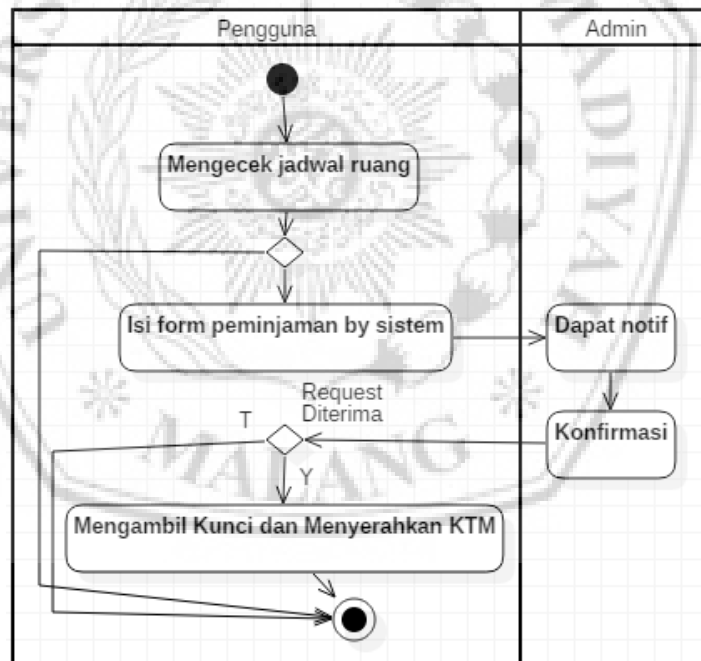 Pengguna
Admin
Mengecek jadwal ruang
Isi form peminjaman by sistem
Dapat notif
Request
Diterima
T
Konfirmasi
Y
Mengambil Kunci dan Menyerahkan KTM
MALANG